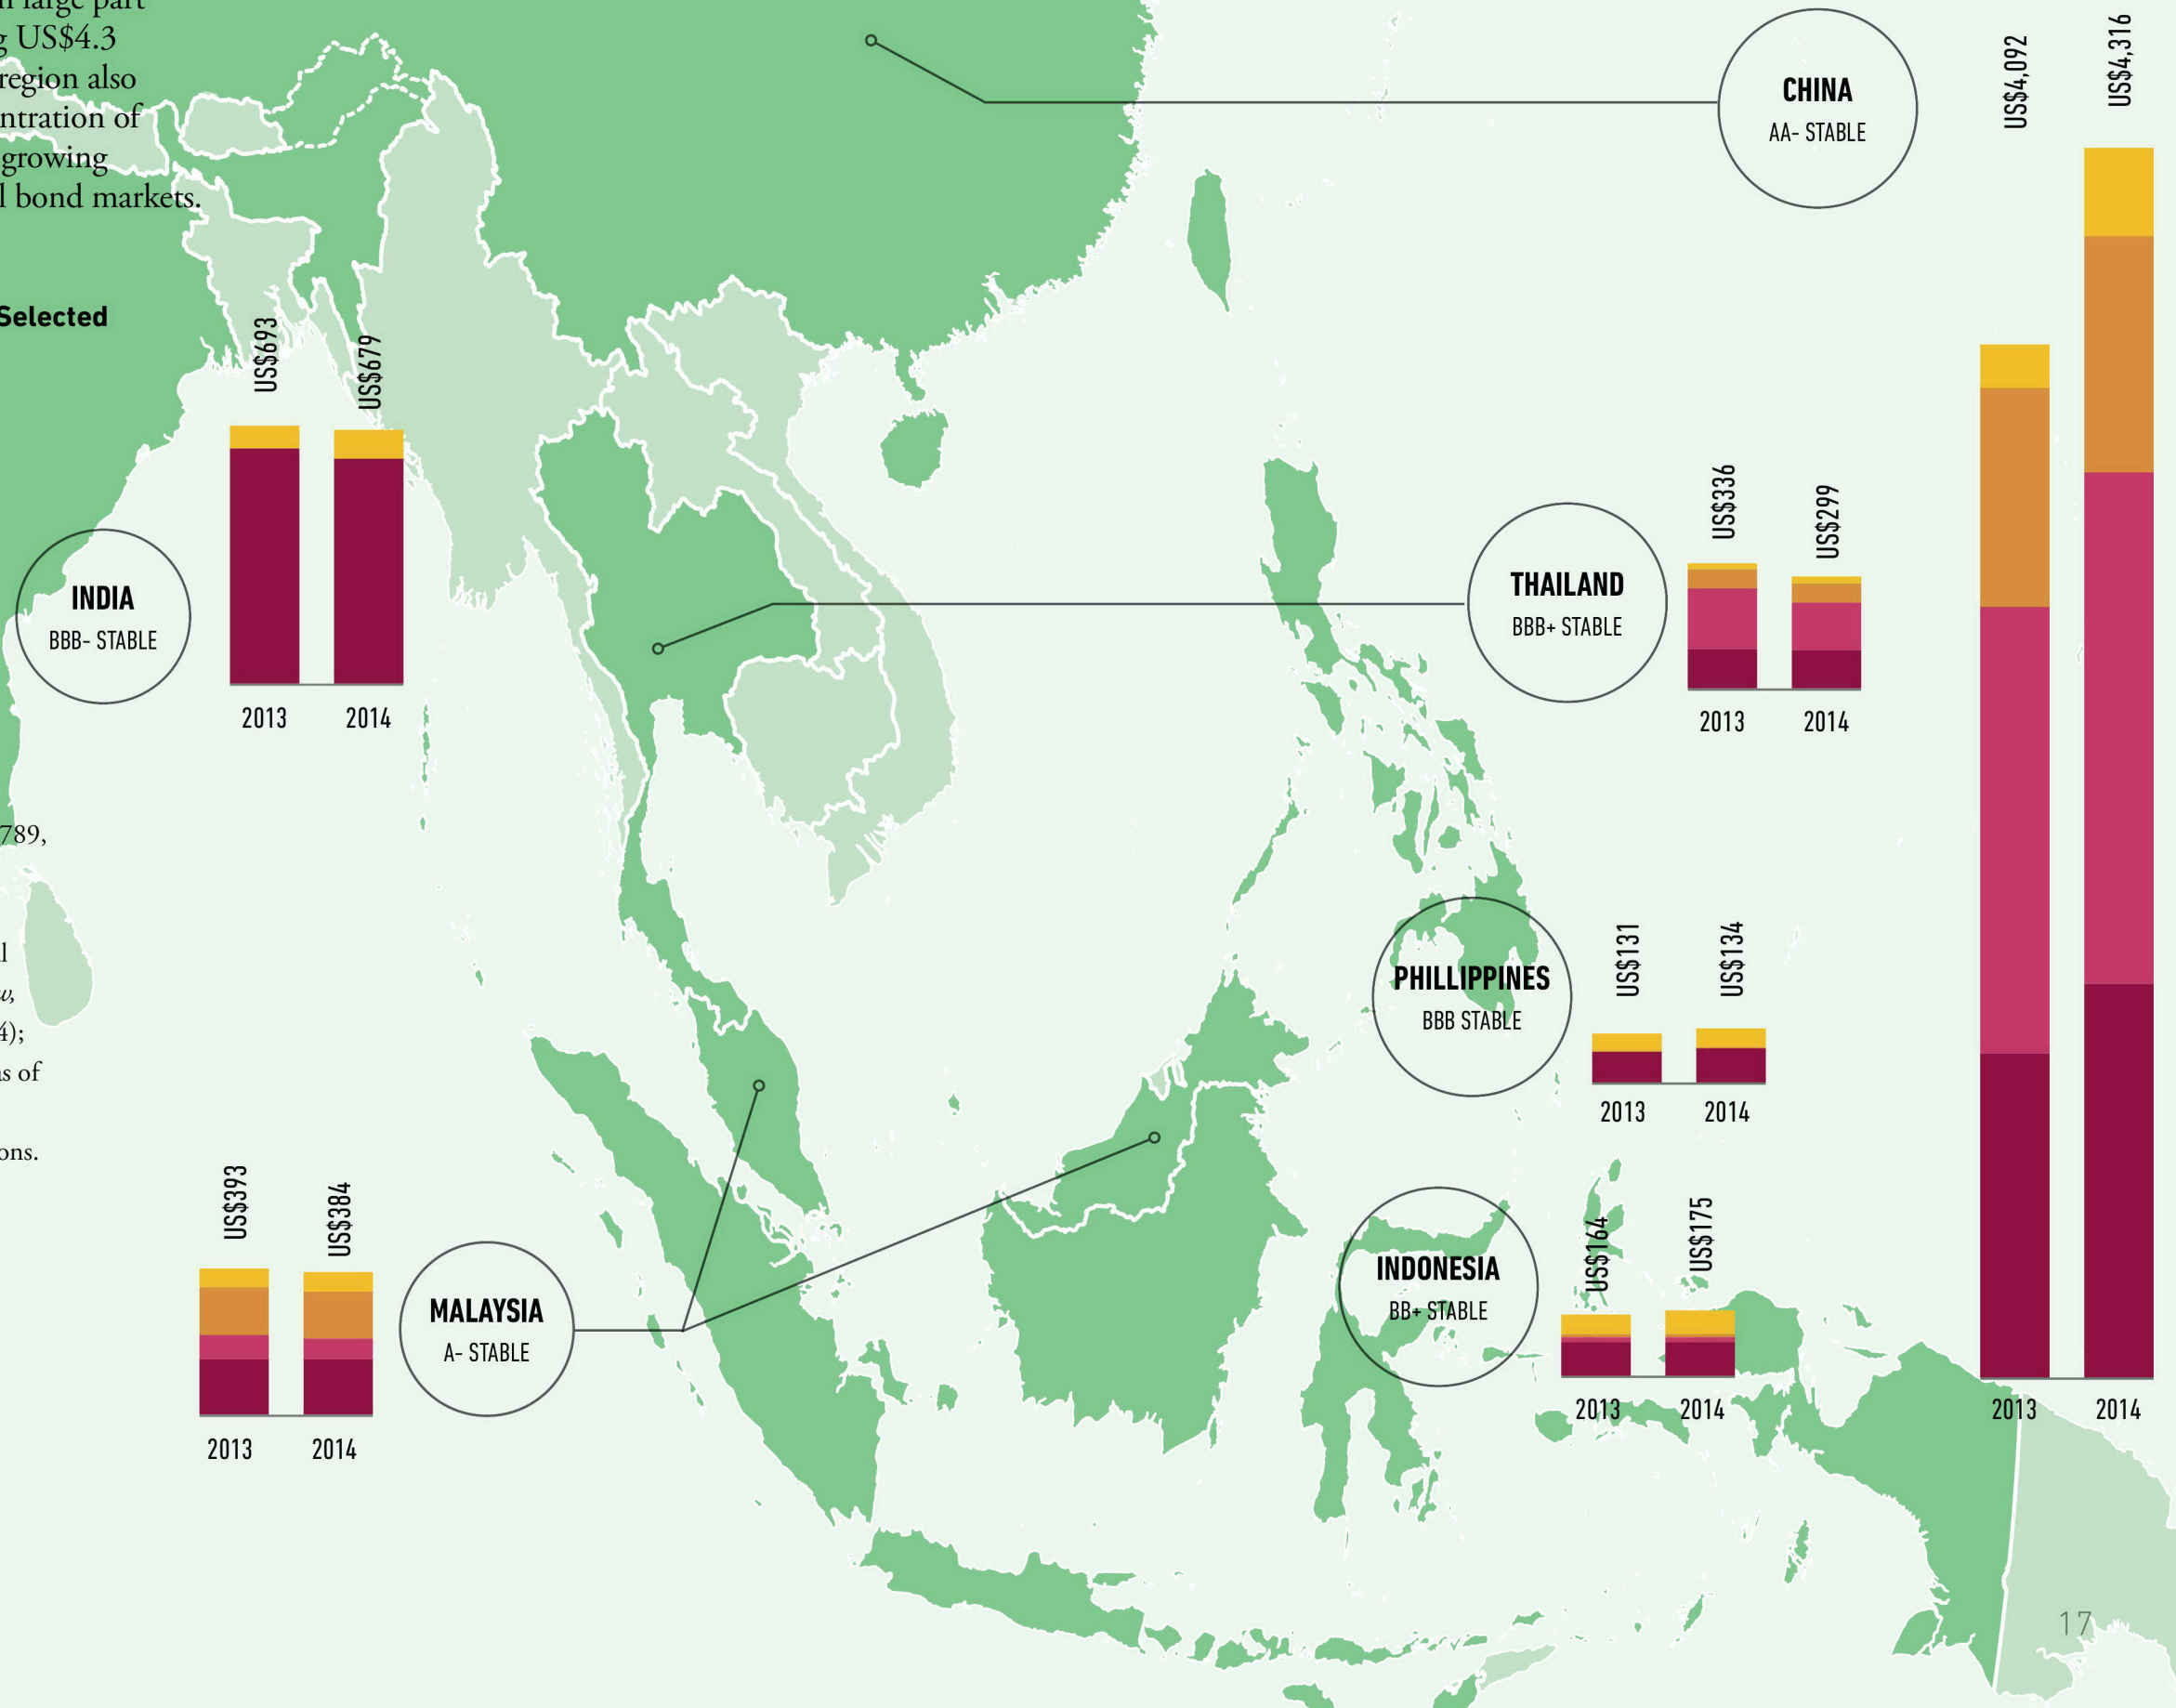 n large part
g US$4.3
region also
ntration of
growing
l bond markets.
Selected
CHINA
AA- STABLE
US$4,092
US$4,316
2013
2014
US$693
US$679
INDIA
BBB- STABLE
2013
2014
THAILAND
BBB+ STABLE
US$336
US$299
2013
2014
789,
l
w,
4);
as of
ons.
PHILLIPPINES
BBB STABLE
US$131
US$134
2013
2014
US$393
US$384
MALAYSIA
A- STABLE
2013
2014
INDONESIA
BB+ STABLE
US$164
US$175
2013
2014
17